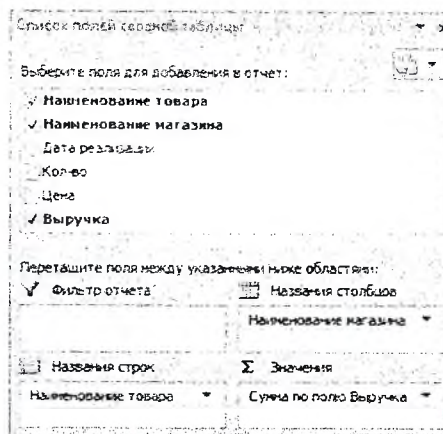 Список полей сводной таблицы
Выберите поля для добавления в отчет:
Наименование товара
Наименование магазина
Дата реализации
Кол-во
Цена
Выручка
Перетащите поля между указанными ниже областями:
Фильтр отчета
Названия столбцов
Наименование магазина
Названия строк
Σ Значения
Наименование товара
Сумма по полю Выручка